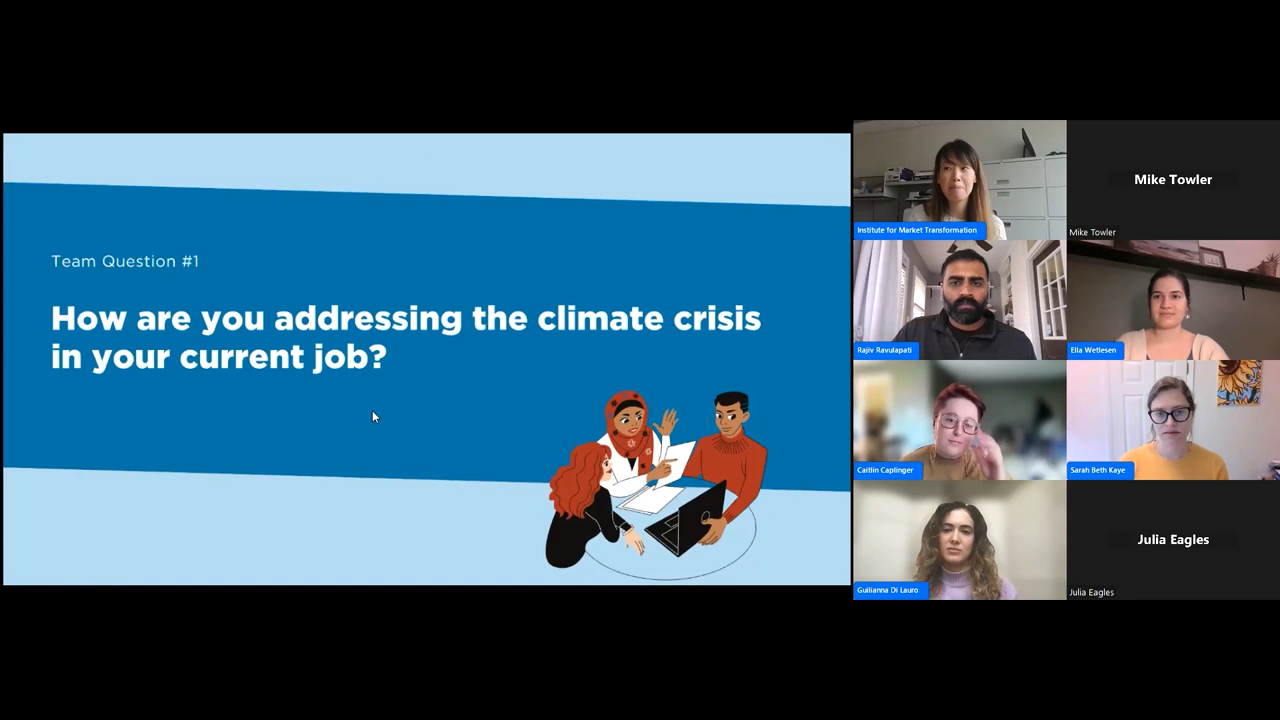 Team Question #1
How are you addressing the climate crisis
in your current job?
Institute for Market Transformation
Mike Towler
Mike Towler
Rajiv Ravulapati
Ella Wetlesen
Caitlin Caplinger
Sarah Beth Kaye
Guilianna Di Lauro
Julia Eagles
Julia Eagles